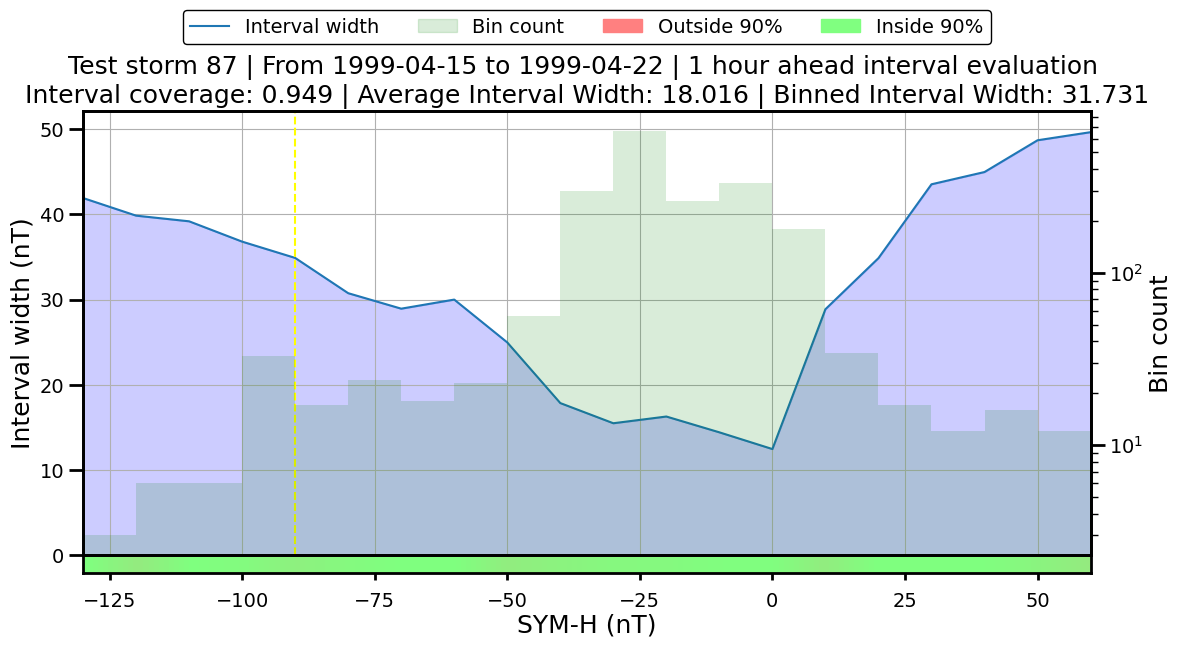 Interval width Bin count Outside 90% Inside 90%
Test storm 87 | From 1999-04-15 to 1999-04-22 | 1 hour ahead interval evaluation
Interval coverage: 0.949 | Average Interval Width: 18.016 | Binned Interval Width: 31.731
50
40
30
20
10
0
Interval width (nT)
10²
10¹
Bin count
−125 −100 −75 −50 −25 0 25 50
SYM-H (nT)